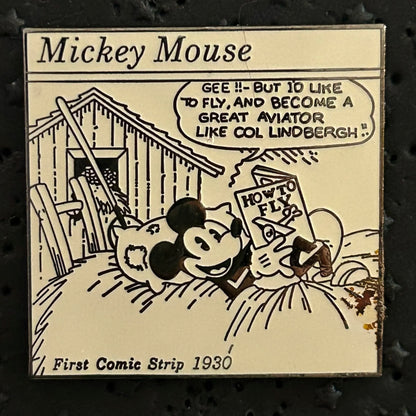 Mickey Mouse
GEE !!- BUT I'D LIKE
TO FLY, AND BECOME A
GREAT AVIATOR
LIKE COL LINDBERGH!!
HOW TO
FLY
First Comic Strip 1930